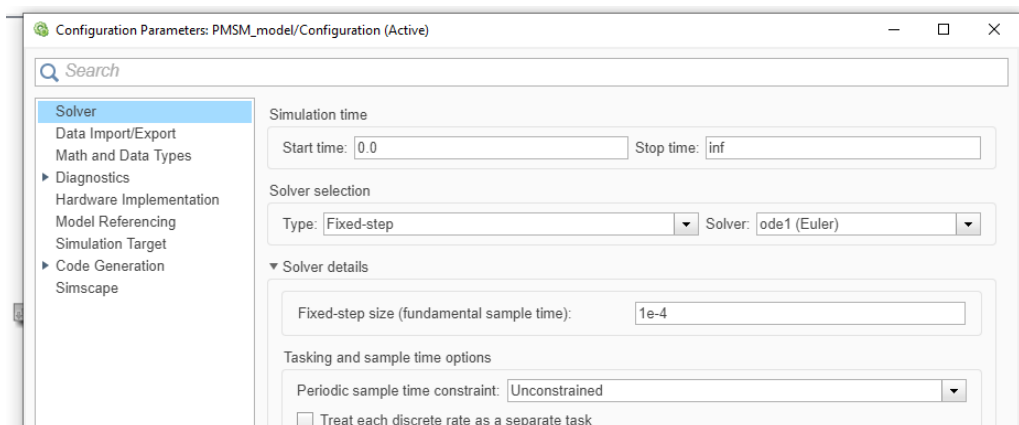 Configuration Parameters: PMSM_model/Configuration (Active)
Search
Solver
Data Import/Export
Math and Data Types
Diagnostics
Hardware Implementation
Model Referencing
Simulation Target
Code Generation
Simscape
Simulation time
Start time: 0.0 Stop time: inf
Solver selection
Type: Fixed-step Solver: ode1 (Euler)
Solver details
Fixed-step size (fundamental sample time): 1e-4
Tasking and sample time options
Periodic sample time constraint: Unconstrained
Treat each discrete rate as a separate task